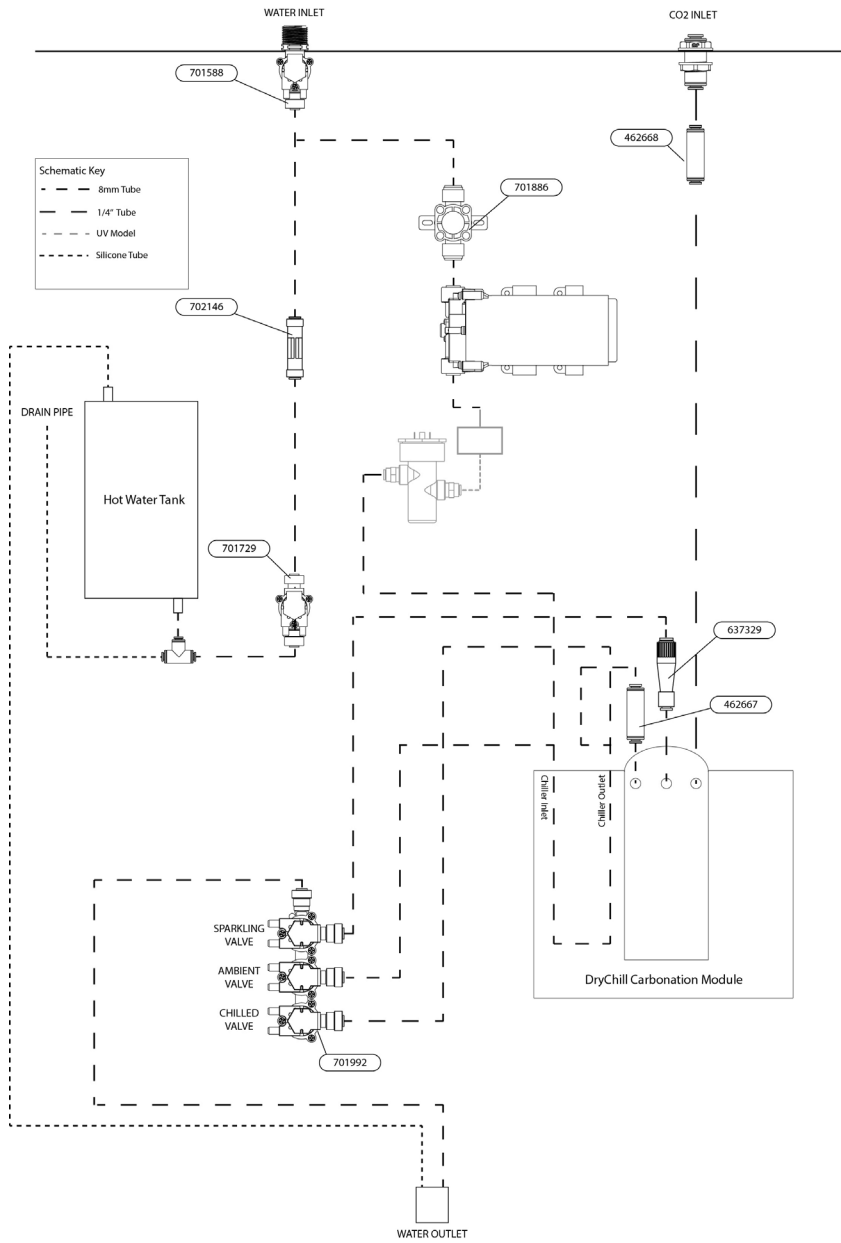 WATER INLET
CO2 INLET
701588
462668
Schematic Key
8mm Tube
1/4" Tube
UV Model
Silicone Tube
701886
702146
DRAIN PIPE
Hot Water Tank
701729
637329
462667
Chiller Inlet
Chiller Outlet
SPARKLING
VALVE
AMBIENT
VALVE
CHILLED
VALVE
DryChill Carbonation Module
701992
WATER OUTLET